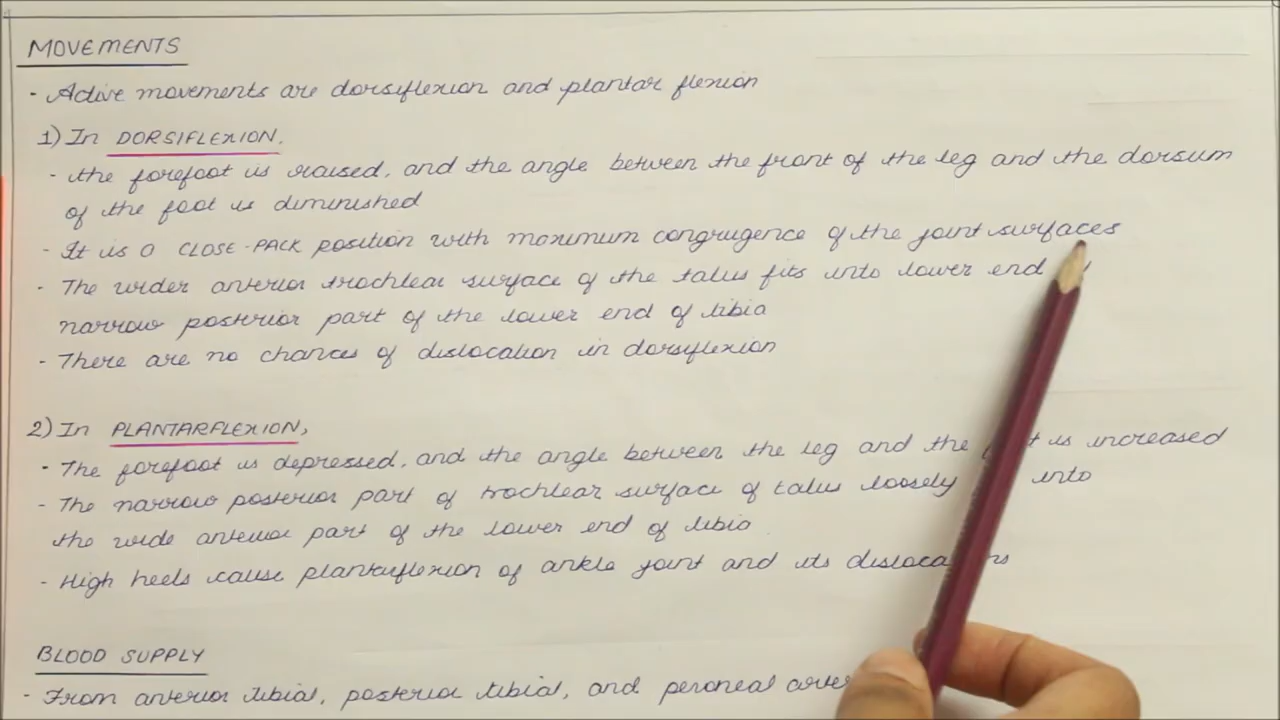 MOVEMENTS
- Active movements are dorsiflexion and plantar flexion
1) In DORSIFLEXION,
- the forefoot is raised, and the angle between the front of the leg and the dorsum
of the foot is diminished
- It is a CLOSE-PACK position with maximum congrugence of the joint surfaces
- The wider anterior trochlear surface of the talus fits into lower end
narrow posterior part of the lower end of tibia
- There are no chances of dislocation in dorsiflexion
2) In PLANTARFLEXION,
- The forefoot is depressed, and the angle between the leg and the is increased
- The narrow posterior part of trochlear surface of talus loosely into
the wide anterior part of the lower end of tibia
- High heels cause plantarflexion of ankle joint and its
BLOOD SUPPLY
- From anterior tibial, posterior tibial, and peroneal